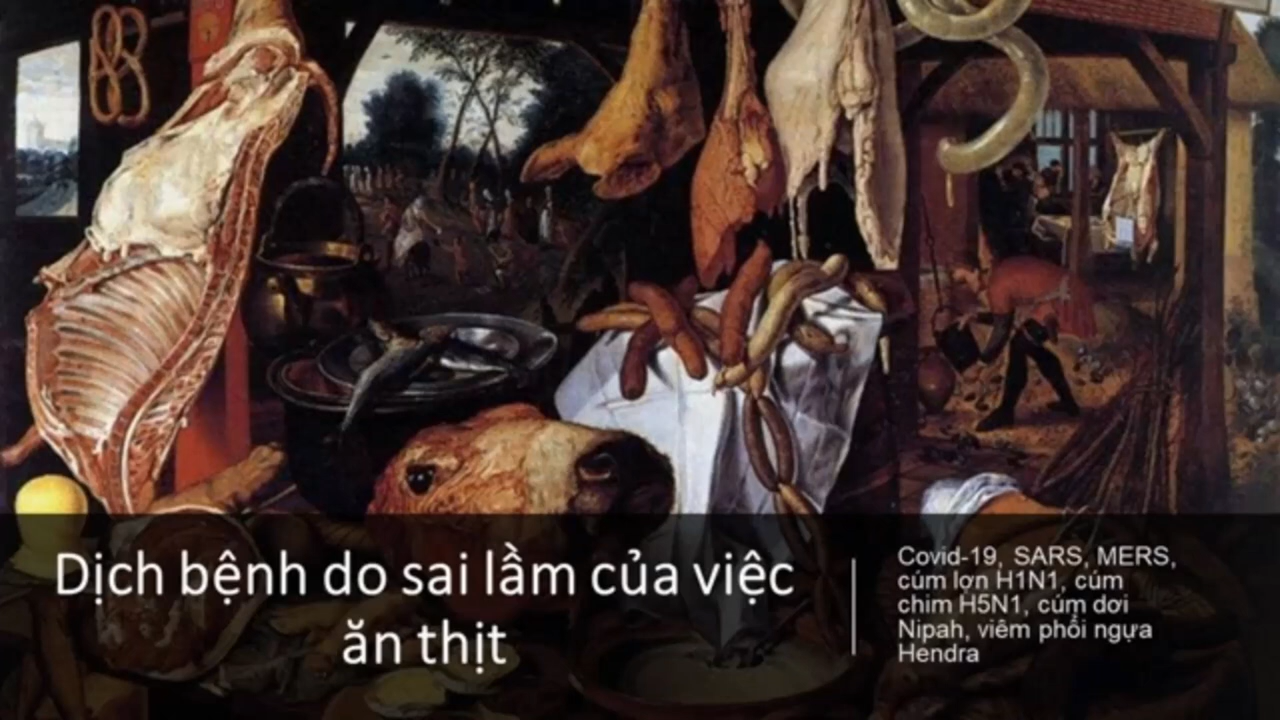 Dịch bệnh do sai lầm của việc
ăn thịt
Covid-19, SARS, MERS,
cúm lợn H1N1, cúm
chim H5N1, cúm dơi
Nipah, viêm phổi ngựa
Hendra